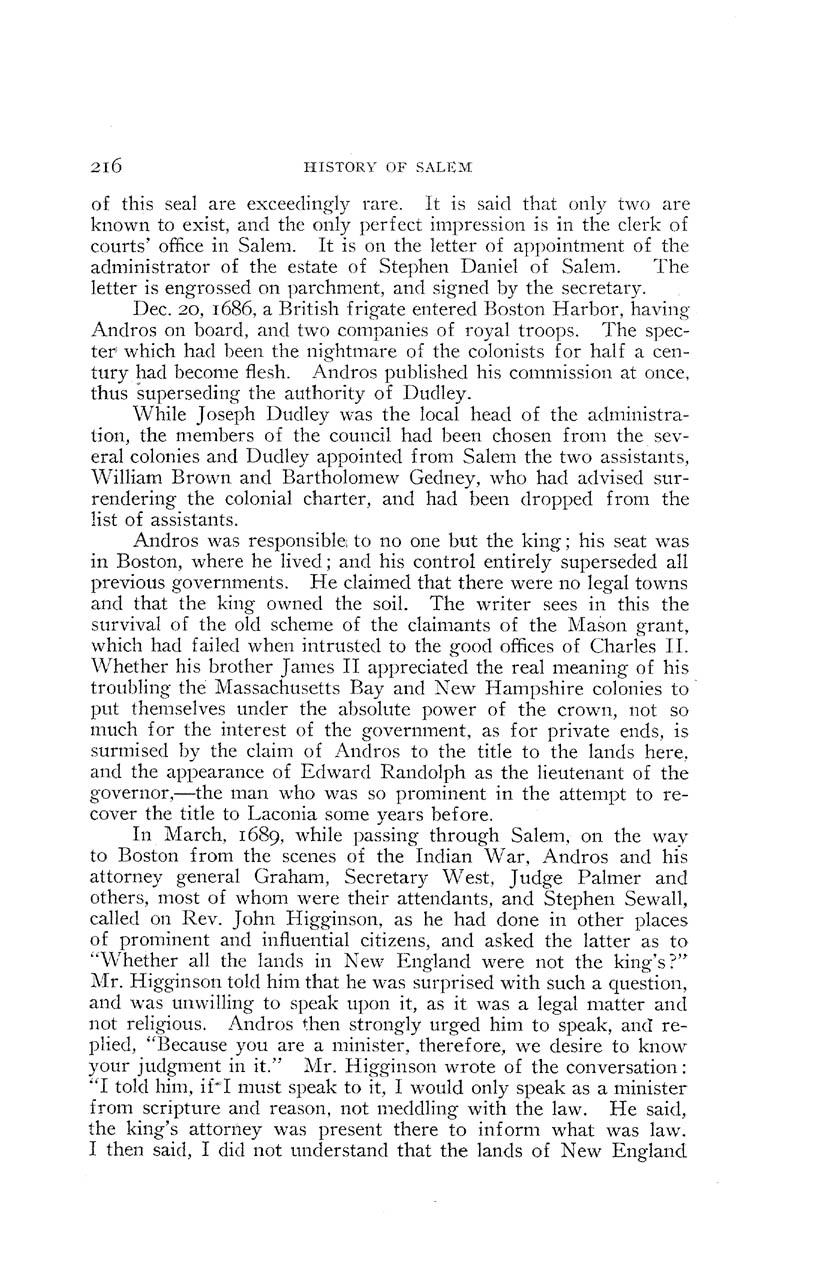 216 HISTORY OF SALEM
of this seal are exceedingly rare. It is said that only two are
known to exist, and the only perfect impression is in the clerk of
courts' office in Salem. It is on the letter of appointment of the
administrator of the estate of Stephen Daniel of Salem. The
letter is engrossed on parchment, and signed by the secretary.
Dec. 20, 1686, a British frigate entered Boston Harbor, having
Andros on board, and two companies of royal troops. The spec-
ter which had been the nightmare of the colonists for half a cen-
tury had become flesh. Andros published his commission at once,
thus superseding the authority of Dudley.
While Joseph Dudley was the local head of the administra-
tion, the members of the council had been chosen from the sev-
eral colonies and Dudley appointed from Salem the two assistants,
William Brown and Bartholomew Gedney, who had advised sur-
rendering the colonial charter, and had been dropped from the
list of assistants.
Andros was responsible to no one but the king; his seat was
in Boston, where he lived; and his control entirely superseded all
previous governments. He claimed that there were no legal towns
and that the king owned the soil. The writer sees in this the
survival of the old scheme of the claimants of the Mason grant,
which had failed when intrusted to the good offices of Charles II.
Whether his brother James II appreciated the real meaning of his
troubling the Massachusetts Bay and New Hampshire colonies to
put themselves under the absolute power of the crown, not so
much for the interest of the government, as for private ends, is
surmised by the claim of Andros to the title to the lands here,
and the appearance of Edward Randolph as the lieutenant of the
governor,—the man who was so prominent in the attempt to re-
cover the title to Laconia some years before.
In March, 1689, while passing through Salem, on the way
to Boston from the scenes of the Indian War, Andros and his
attorney general Graham, Secretary West, Judge Palmer and
others, most of whom were their attendants, and Stephen Sewall,
called on Rev. John Higginson, as he had done in other places
of prominent and influential citizens, and asked the latter as to
"Whether all the lands in New England were not the king's?"
Mr. Higginson told him that he was surprised with such a question,
and was unwilling to speak upon it, as it was a legal matter and
not religious. Andros then strongly urged him to speak, and re-
plied, "Because you are a minister, therefore, we desire to know
your judgment in it." Mr. Higginson wrote of the conversation:
"I told him, if I must speak to it, I would only speak as a minister
from scripture and reason, not meddling with the law. He said,
the king's attorney was present there to inform what was law.
I then said, I did not understand that the lands of New England